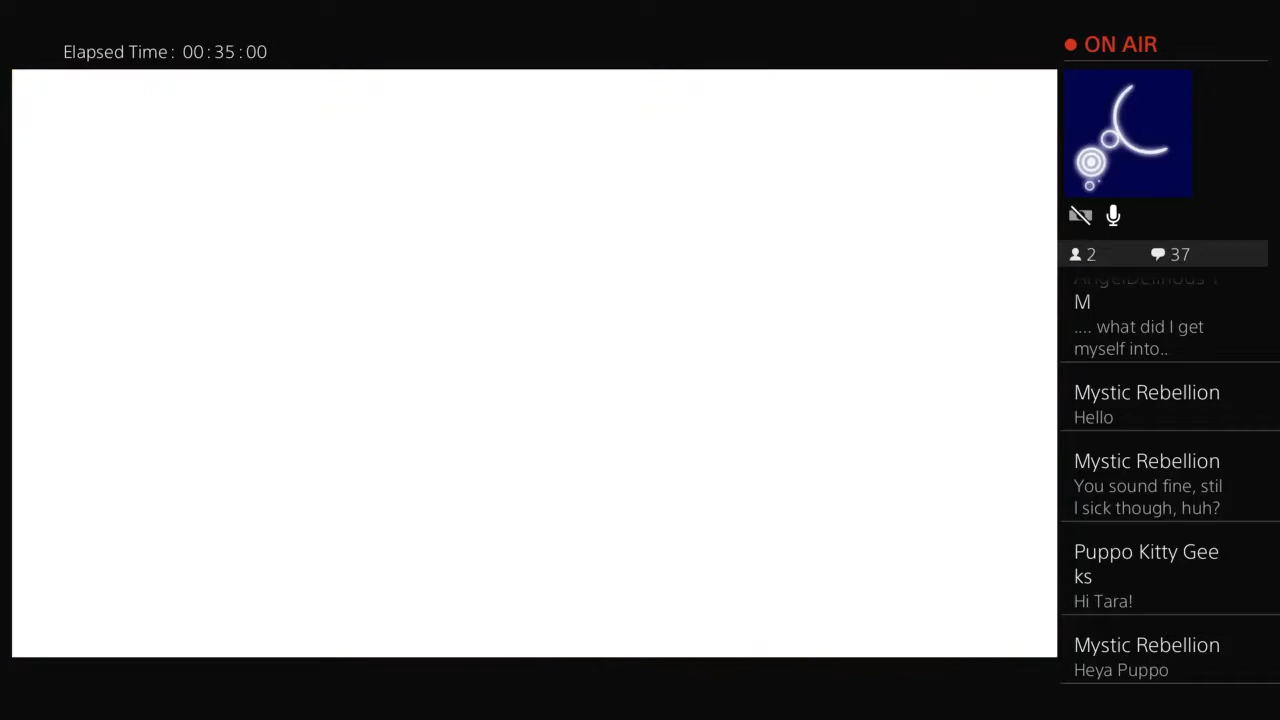 Elapsed Time: 00:35:00
ON AIR
2 37
M
.... what did I get
myself into..
Mystic Rebellion
Hello
Mystic Rebellion
You sound fine, stil
l sick though, huh?
Puppo Kitty Gee
ks
Hi Tara!
Mystic Rebellion
Heya Puppo